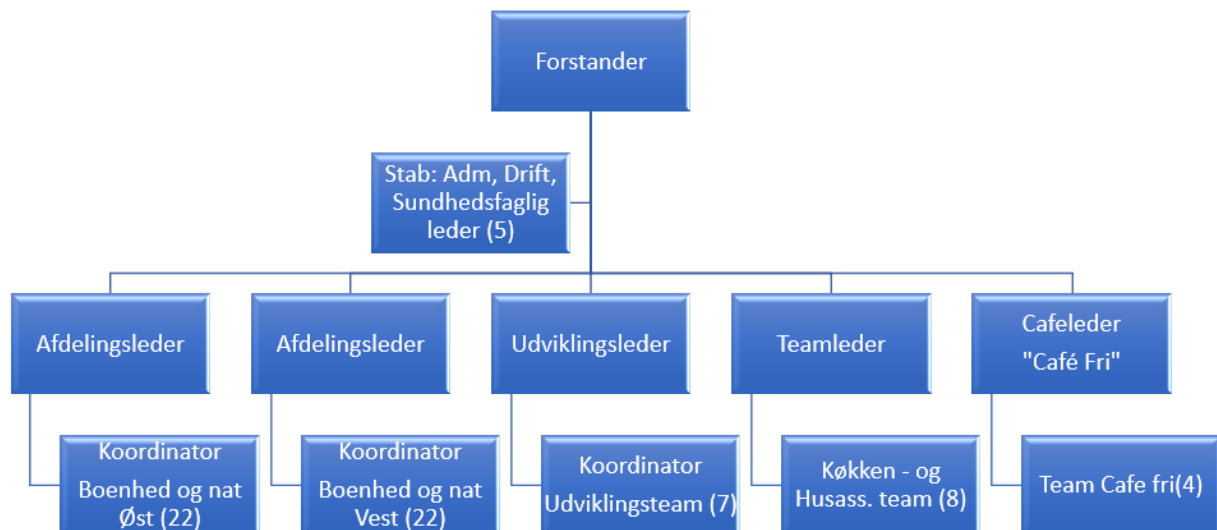 Forstander
Stab: Adm, Drift,
Sundhedsfaglig
leder (5)
Afdelingsleder
Afdelingsleder
Udviklingsleder
Teamleder
Cafeleder
"Café Fri"
Koordinator
Boenhed og nat
Øst (22)
Koordinator
Boenhed og nat
Vest (22)
Koordinator
Udviklingsteam (7)
Køkken - og
Husass. team (8)
Team Cafe fri(4)